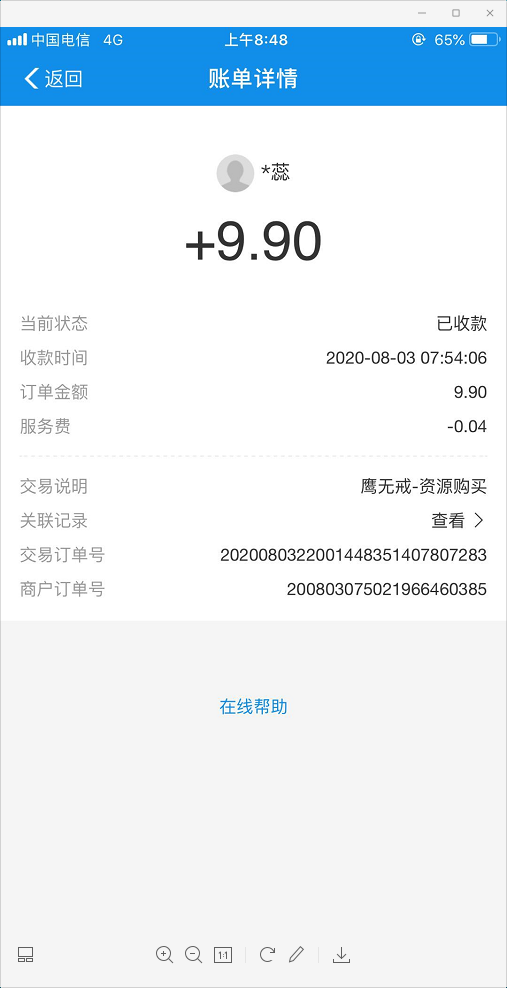 中国电信 4G 上午8:48 65%
返回 账单详情
*蕊
+9.90
当前状态 已收款
收款时间 2020-08-03 07:54:06
订单金额 9.90
服务费 -0.04
交易说明 鹰无戒-资源购买
关联记录 查看
交易订单号 2020080322001448351407807283
商户订单号 200803075021966460385
在线帮助
1:1